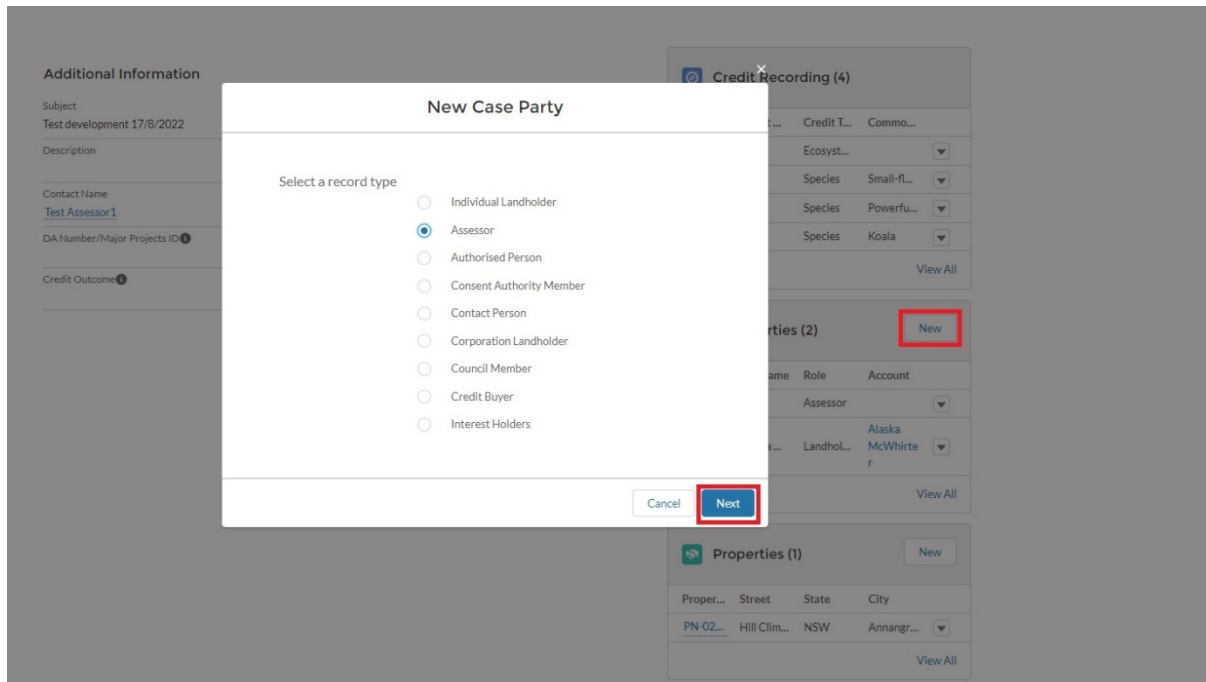 Additional Information
Subject
Test development 17/8/2022
Description
Contact Name
Test Assessor1
DA Number/Major Projects ID
Credit Outcome
New Case Party
Select a record type
Individual Landholder
Assessor
Authorised Person
Consent Authority Member
Contact Person
Corporation Landholder
Council Member
Credit Buyer
Interest Holders
Cancel Next
Credit Recording (4)
Credit T... Commo...
Ecosyst...
Species Small-fl...
Species Powerfu...
Species Koala
View All
rties (2) New
ame Role Account
Assessor
Landhol... Alaska
McWhirte
r
View All
Properties (1) New
Proper... Street State City
PN-02... Hill Clim... NSW Annangr...
View All